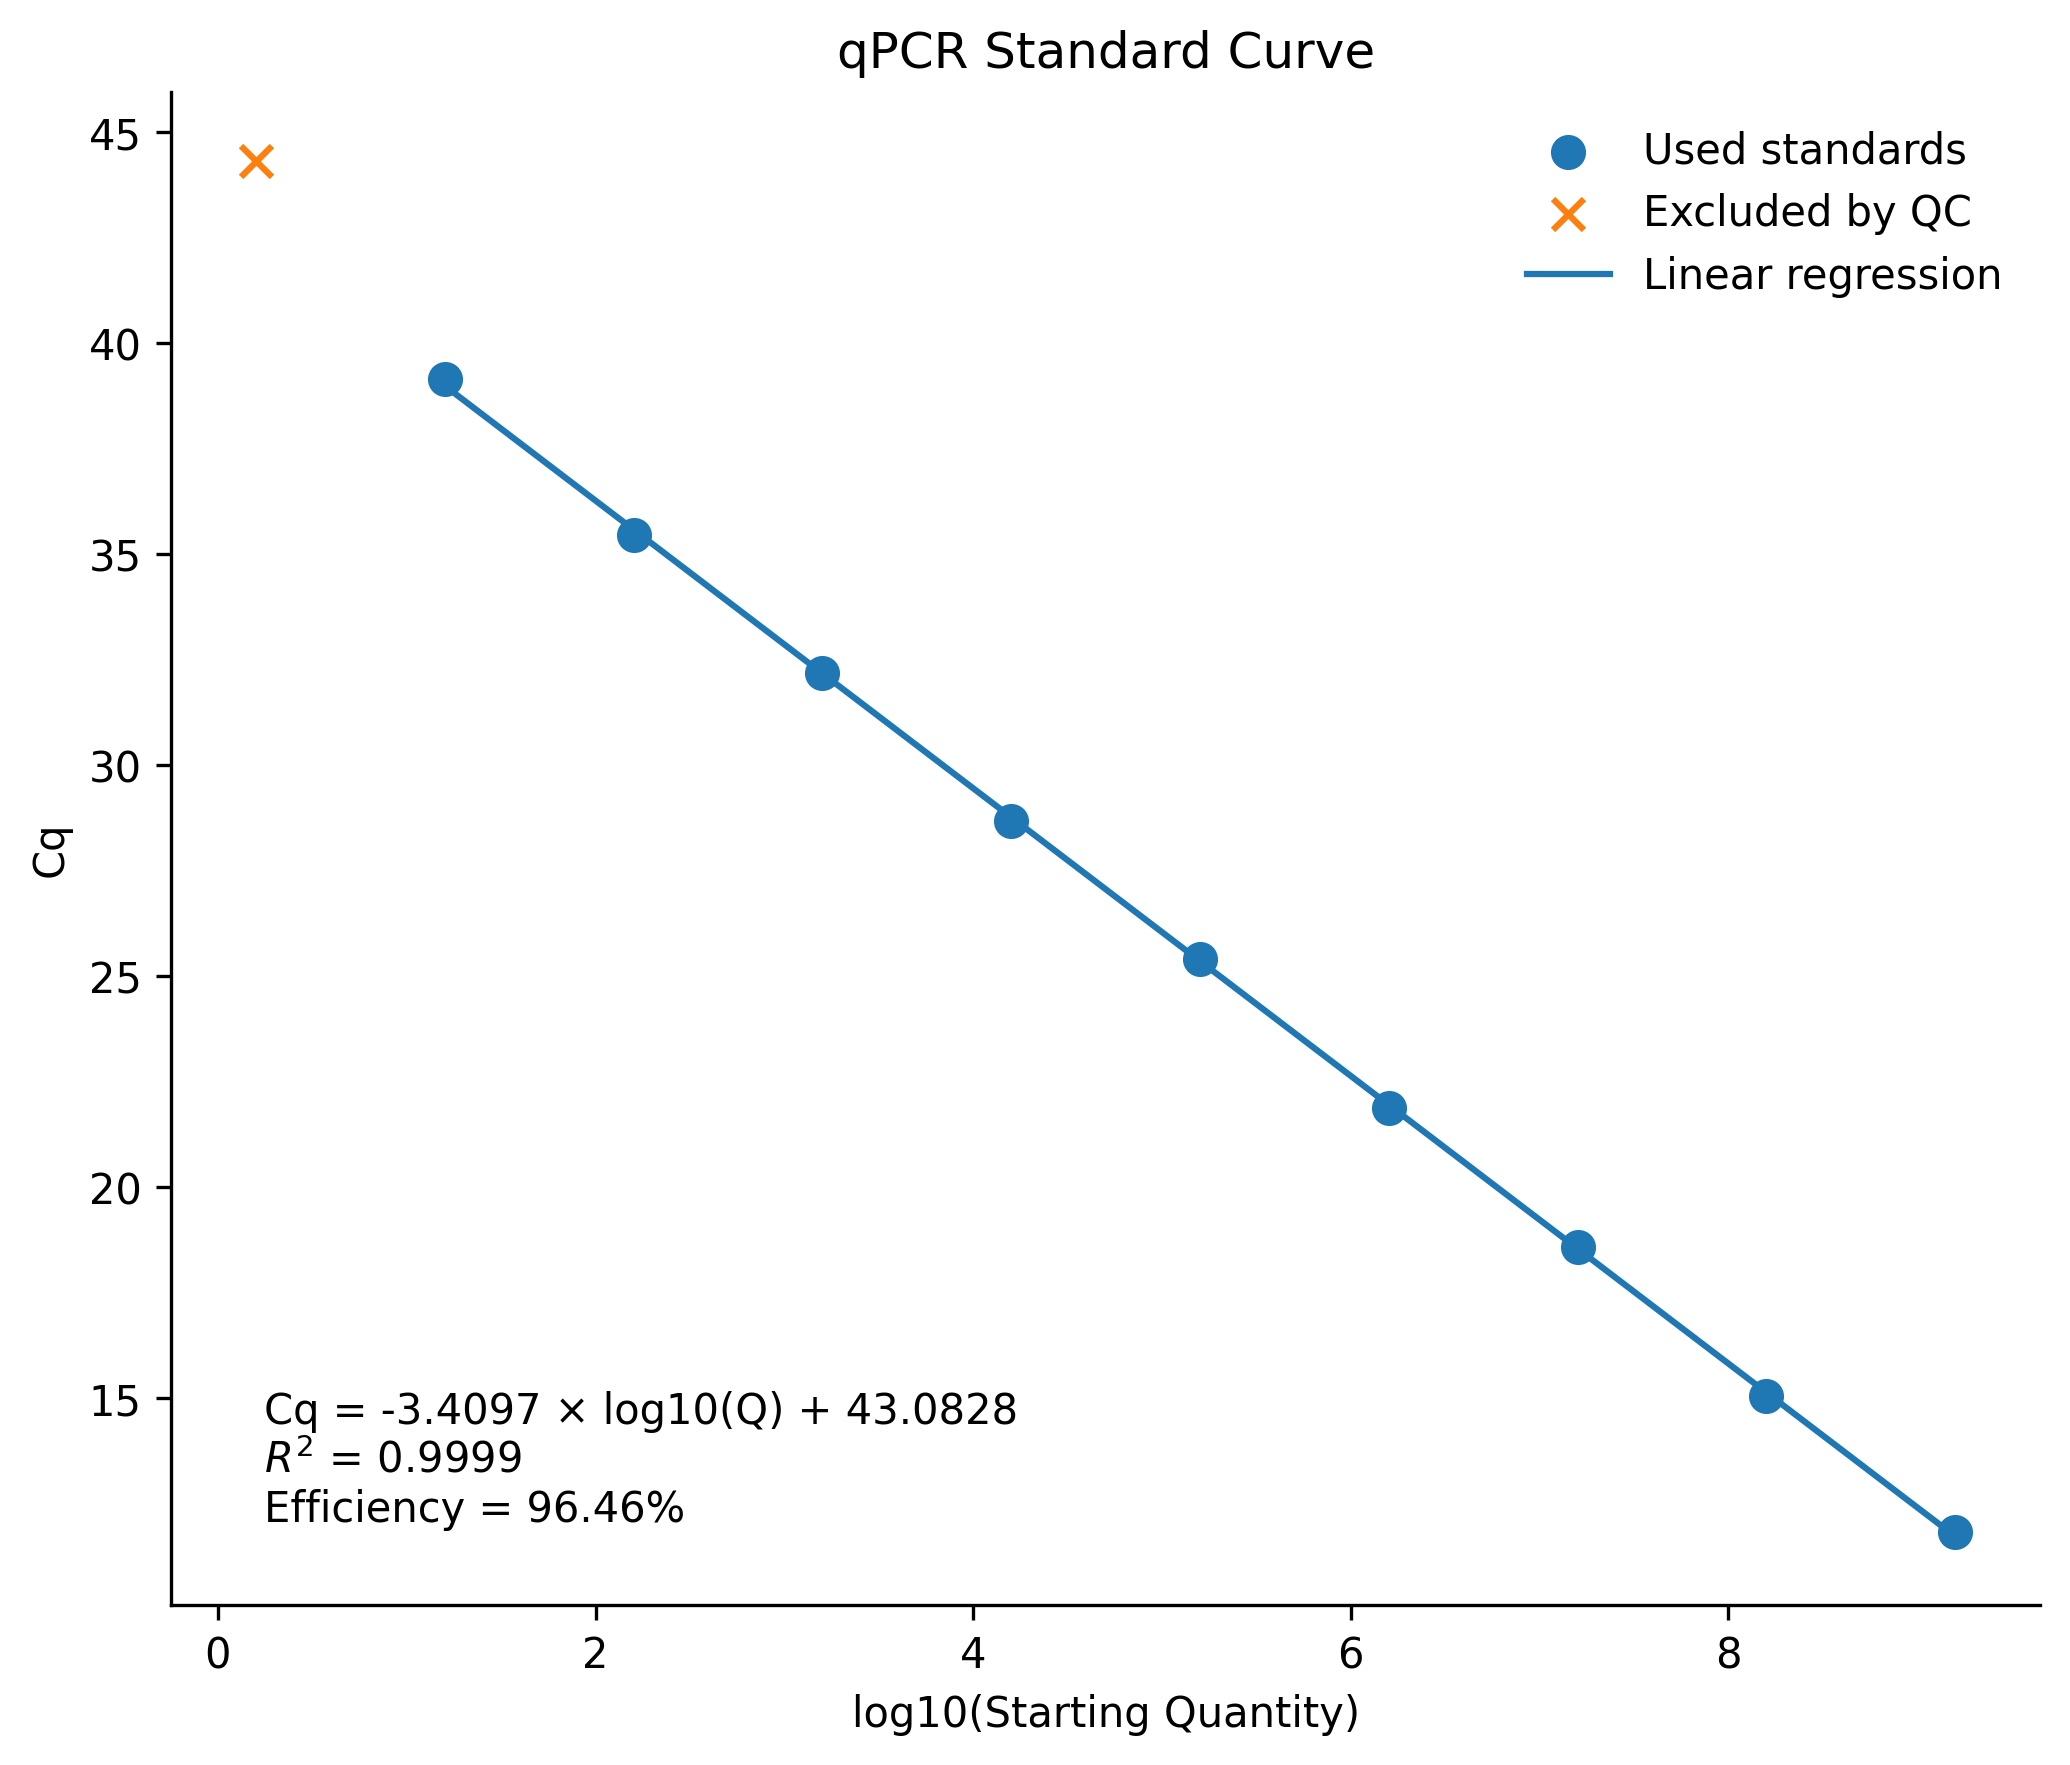 qPCR Standard Curve
Used standards
Excluded by QC
Linear regression
45
40
35
30
25
20
15
Cq
Cq = -3.4097 × log10(Q) + 43.0828
R² = 0.9999
Efficiency = 96.46%
0 2 4 6 8
log10(Starting Quantity)